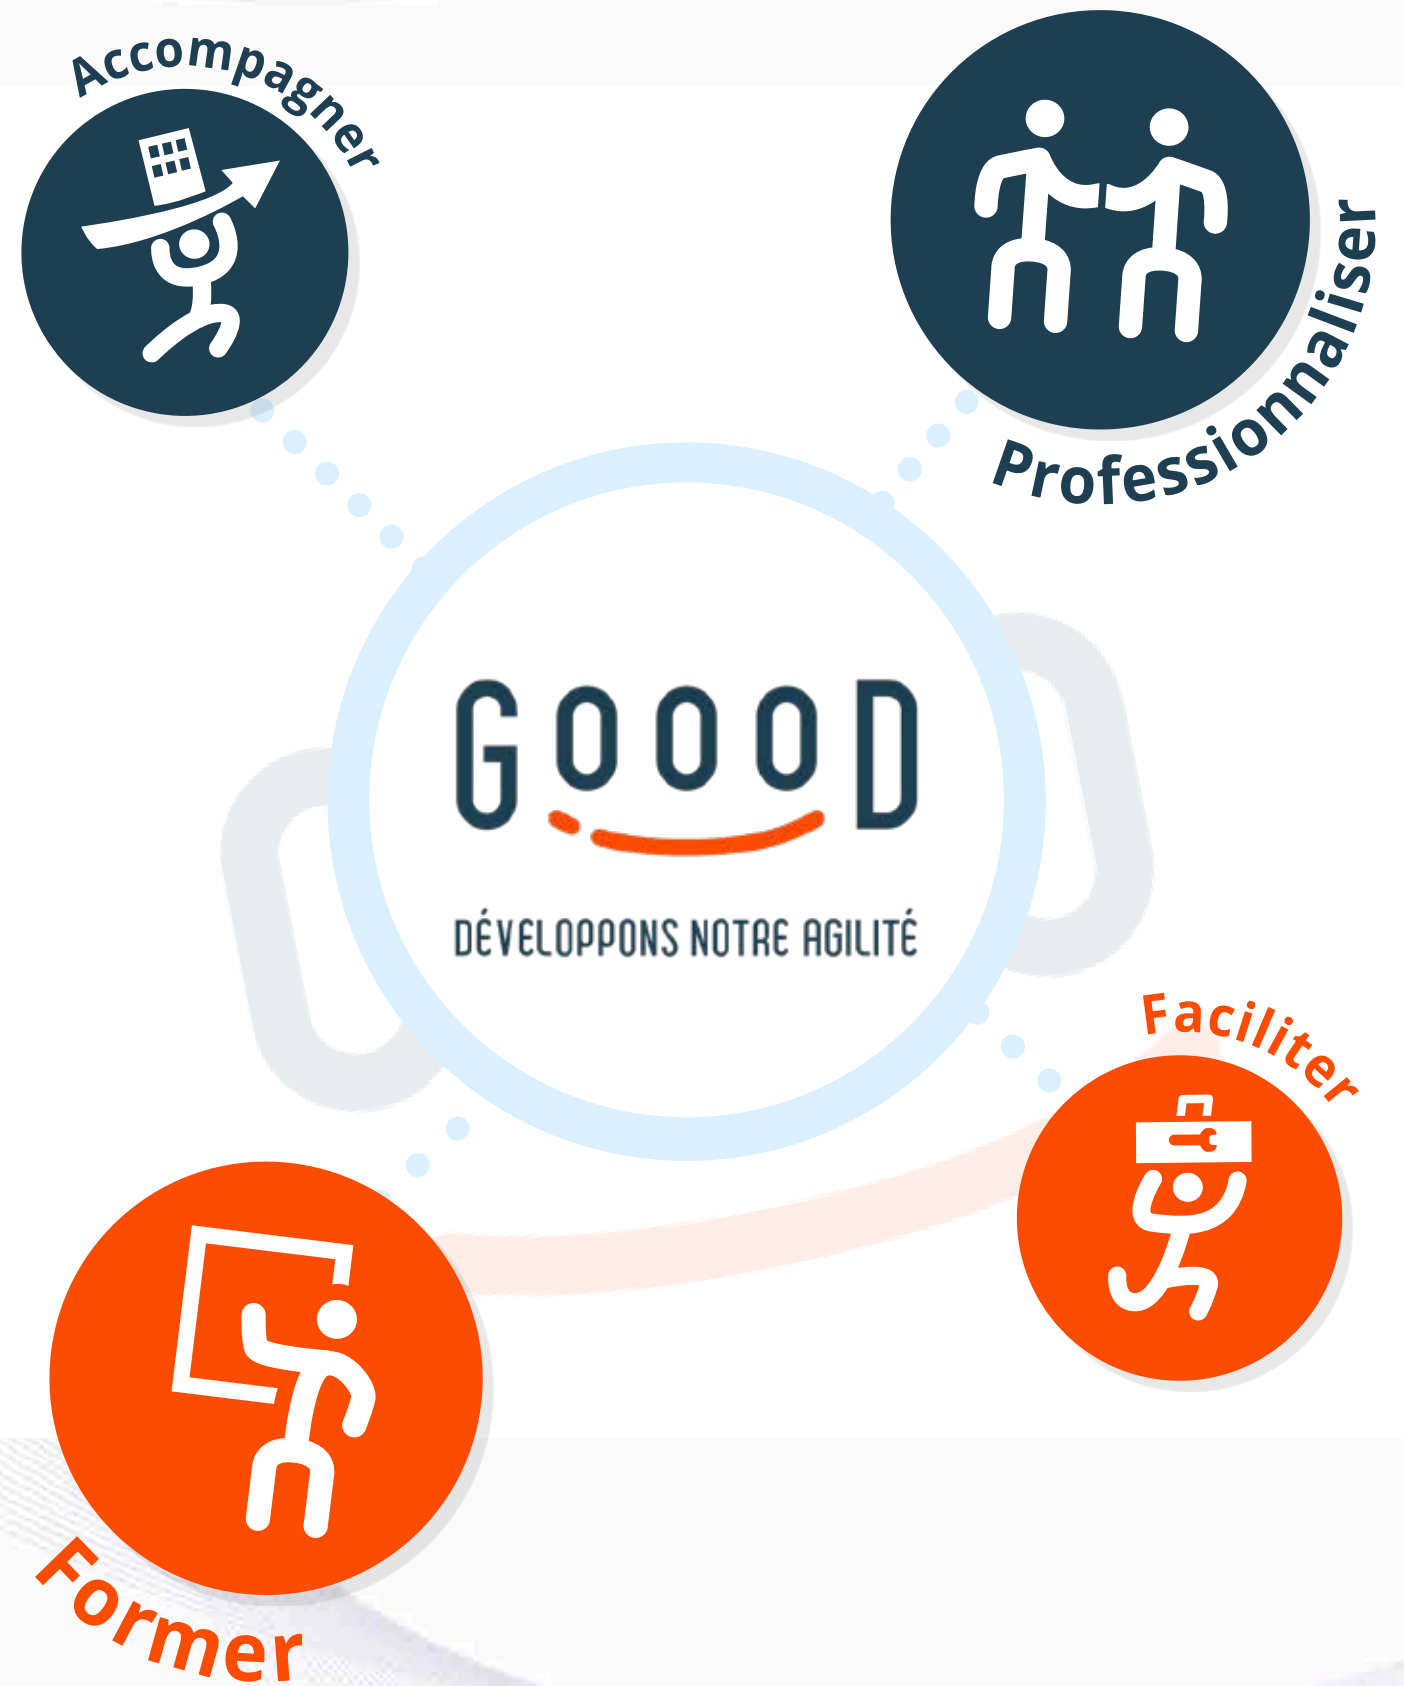 Accompagner
Professionnaliser
GOOOD
DÉVELOPPONS NOTRE AGILITÉ
Faciliter
Former